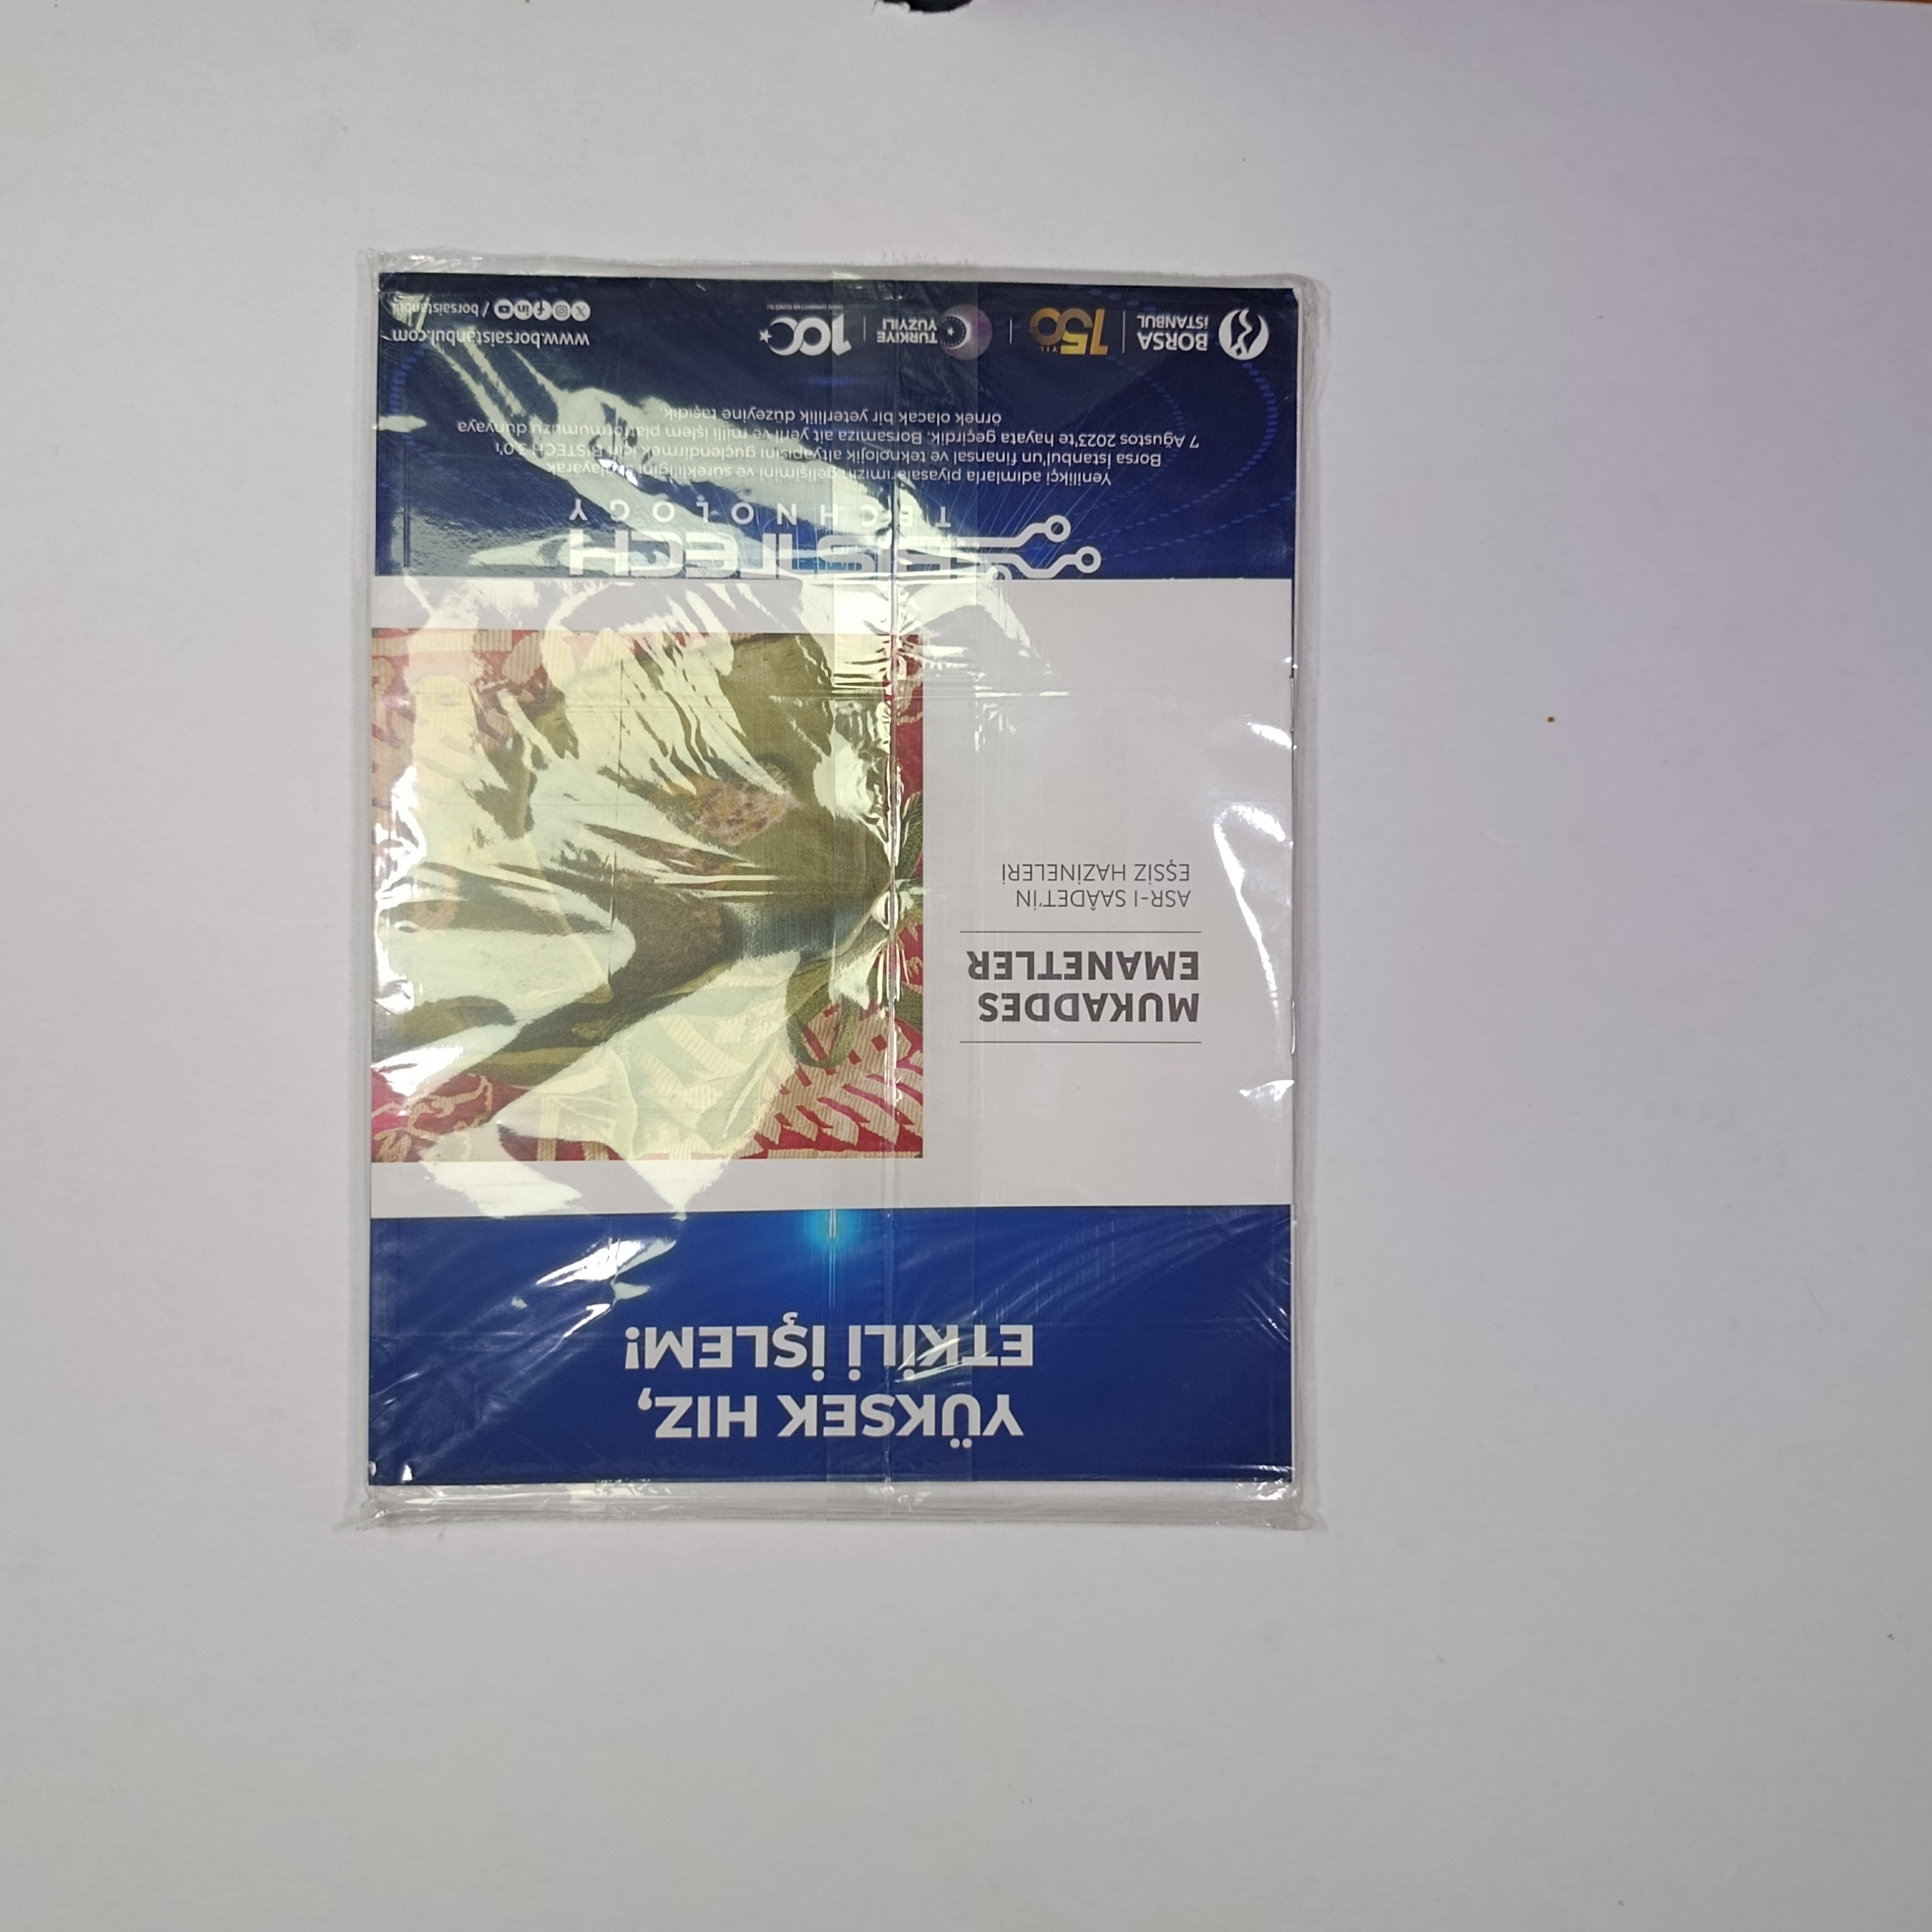 YÜKSEK HIZ,
ETKİLİ İŞLEM!
MUKADDES
EMANETLER
ASR-I SAÂDET'İN
EŞSİZ HAZİNELERİ
BISTECH
TECHNOLOGY
Yenilikçi adımlarla piyasalarımızın gelişimini ve sürekliliğini
Borsa İstanbul'un finansal ve teknolojik altyapısını güçlendirmek için BISTECH 3.0'ı
7 Ağustos 2023'te hayata geçirdik. Borsamıza ait yerli ve milli işlem platformumuzu dünyaya
örnek olacak bir yeterlilik düzeyine taşıdık.
BORSA
İSTANBUL
150
YIL
TÜRKİYE
YÜZYILI
100
www.borsaistanbul.com
/ borsaistanbul